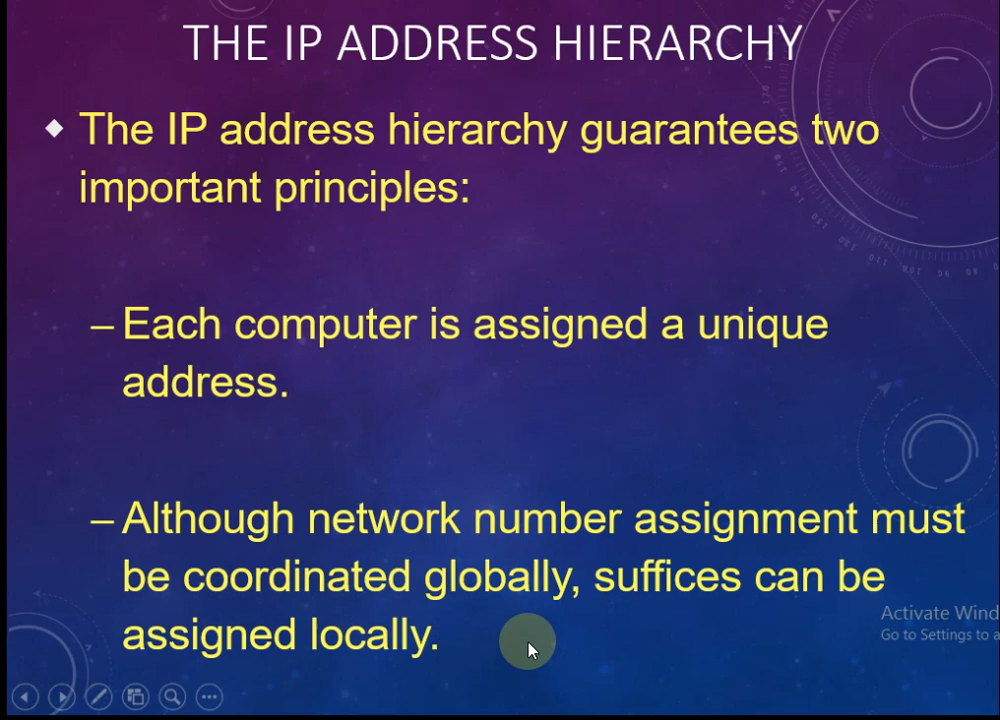 THE IP ADDRESS HIERARCHY
The IP address hierarchy guarantees two
important principles:
– Each computer is assigned a unique
address.
– Although network number assignment must
be coordinated globally, suffices can be
assigned locally.
Activate Wind
Go to Settings to a